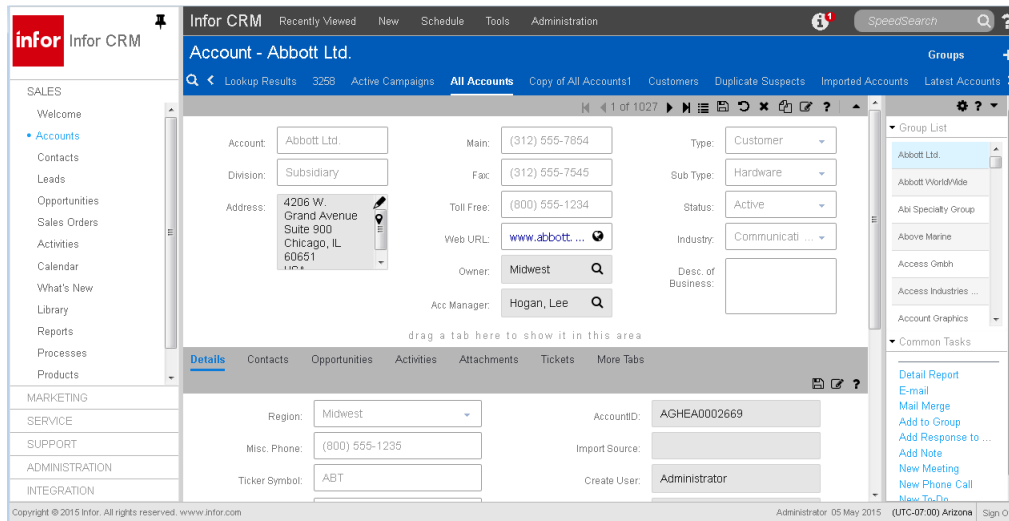 infor Infor CRM
Infor CRM Recently Viewed New Schedule Tools Administration 1 SpeedSearch
Account - Abbott Ltd. Groups
Lookup Results 3258 Active Campaigns All Accounts Copy of All Accounts1 Customers Duplicate Suspects Imported Accounts Latest Accounts
SALES
Welcome
Accounts
Contacts
Leads
Opportunities
Sales Orders
Activities
Calendar
What's New
Library
Reports
Processes
Products
MARKETING
SERVICE
SUPPORT
ADMINISTRATION
INTEGRATION
1 of 1027
Account: Abbott Ltd.
Division: Subsidiary
Address: 4206 W.
Grand Avenue
Suite 900
Chicago, IL
60651
Main: (312) 555-7854
Fax: (312) 555-7545
Toll Free: (800) 555-1234
Web URL: www.abbott. ...
Owner: Midwest
Acc Manager: Hogan, Lee
Type: Customer
Sub Type: Hardware
Status: Active
Industry: Communicati ...
Desc. of
Business:
drag a tab here to show it in this area
Details Contacts Opportunities Activities Attachments Tickets More Tabs
Region: Midwest
Misc. Phone: (800) 555-1235
Ticker Symbol: ABT
AccountID: AGHEA0002669
Import Source:
Create User: Administrator
Group List
Abbott Ltd.
Abbott WorldWide
Abi Specialty Group
Above Marine
Access Gmbh
Access Industries ...
Account Graphics
Common Tasks
Detail Report
E-mail
Mail Merge
Add to Group
Add Response to ...
Add Note
New Meeting
New Phone Call
New To-Do
Copyright © 2015 Infor. All rights reserved. www.infor.com Administrator 05 May 2015 (UTC-07:00) Arizona Sign O